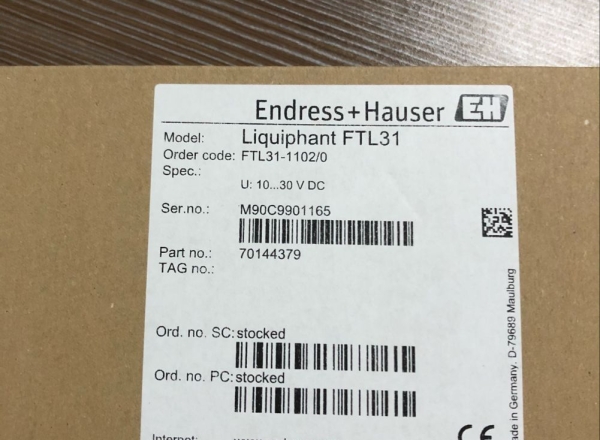 Endress+Hauser EH
Model: Liquiphant FTL31
Order code: FTL31-1102/0
Spec.:
U: 10...30 V DC
Ser.no.: M90C9901165
Part no.: 70144379
TAG no.:
Ord. no. SC: stocked
Ord. no. PC: stocked
Internet:
CE
in Germany, D-79689 Maulburg